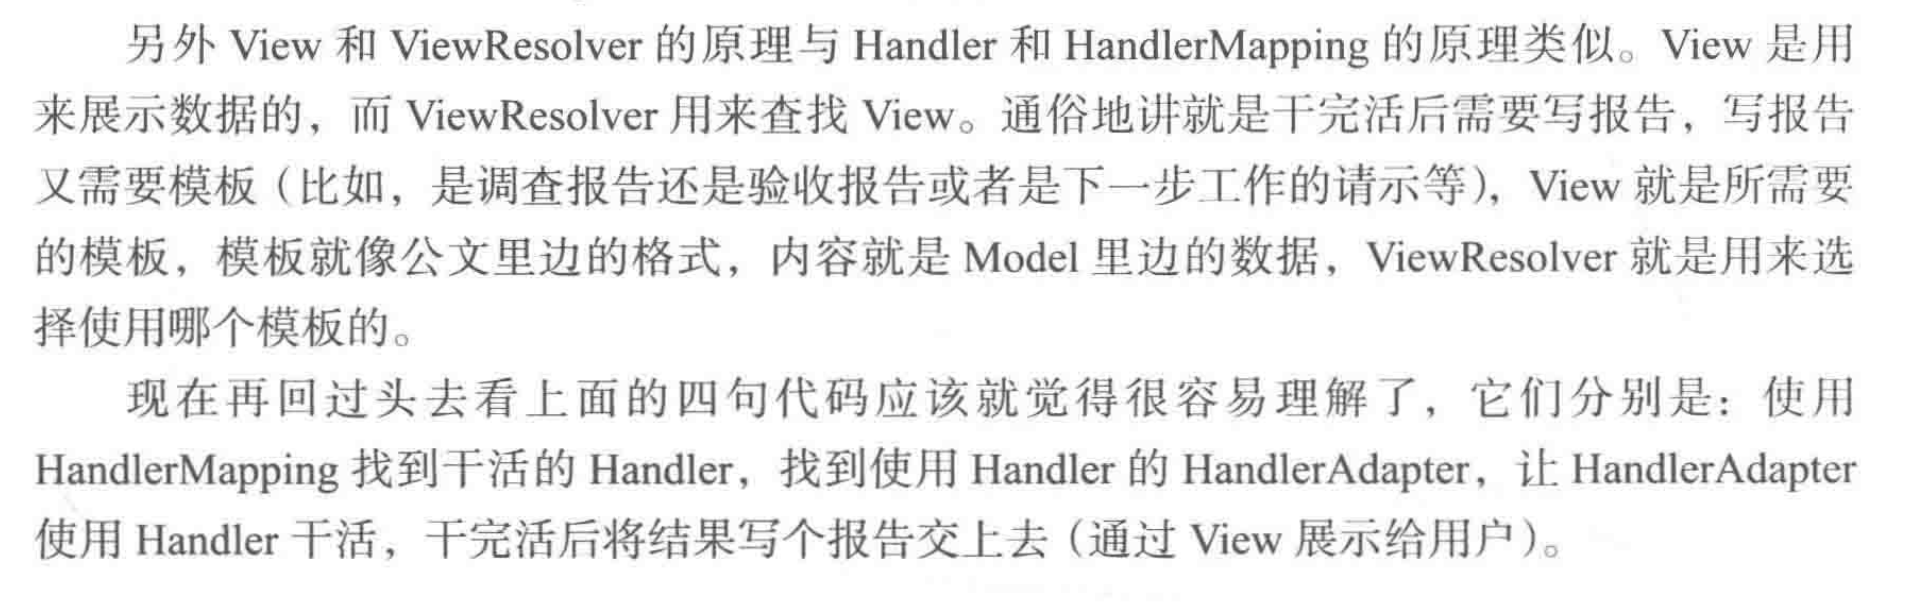 另外 View 和 ViewResolver 的原理与 Handler 和 HandlerMapping 的原理类似。View 是用
来展示数据的，而 ViewResolver 用来查找 View。通俗地讲就是干完活后需要写报告，写报告
又需要模板（比如，是调查报告还是验收报告或者是下一步工作的请示等），View 就是所需要
的模板，模板就像公文里边的格式，内容就是 Model 里边的数据，ViewResolver 就是用来选
择使用哪个模板的。
现在再回过头去看上面的四句代码应该就觉得很容易理解了，它们分别是：使用
HandlerMapping 找到干活的 Handler，找到使用 Handler 的 HandlerAdapter，让 HandlerAdapter
使用 Handler 干活，干完活后将结果写个报告交上去（通过 View 展示给用户）。